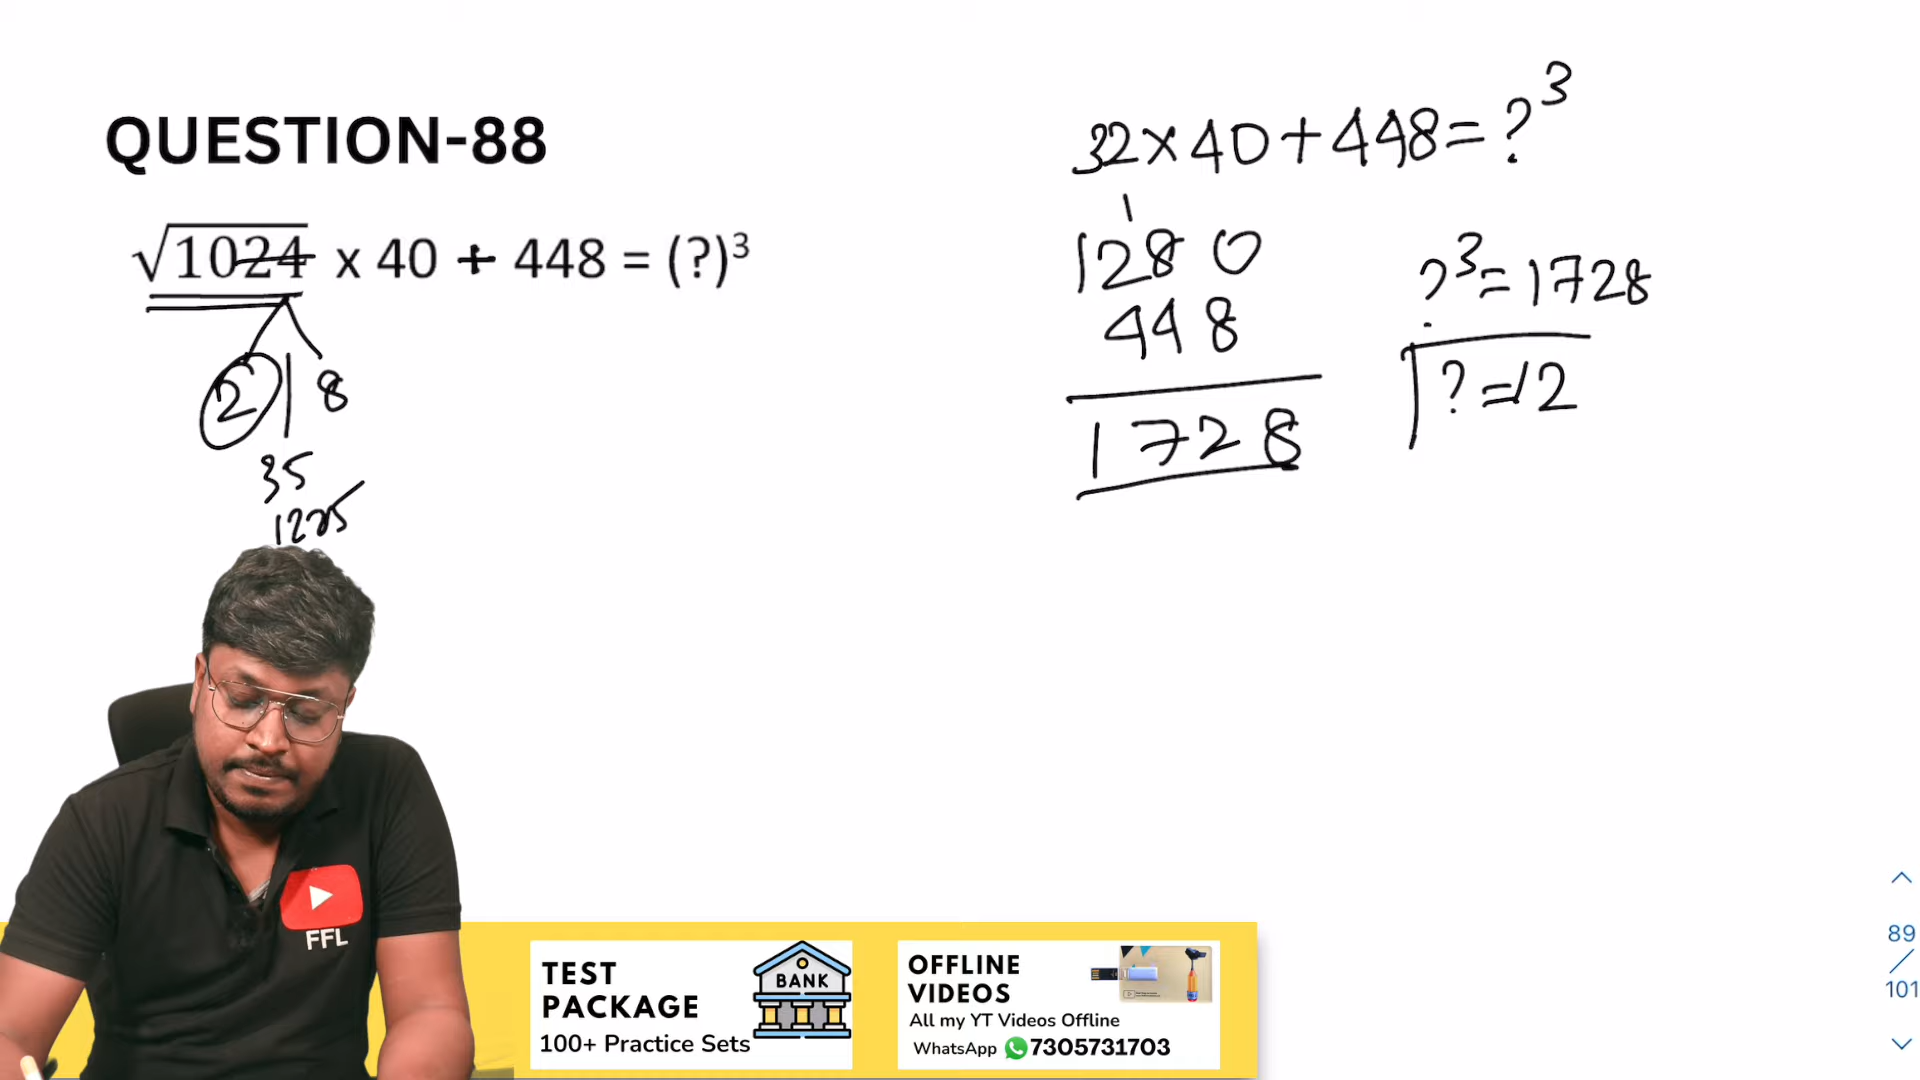 QUESTION-88
√1024 x 40 + 448 = (?)³
2 | 8
35
1225
32×40+448=?³
1
1280
448
1728
?³=1728
?=12
FFL
TEST
PACKAGE
100+ Practice Sets
BANK
OFFLINE
VIDEOS
All my YT Videos Offline
WhatsApp 7305731703
89
/
101